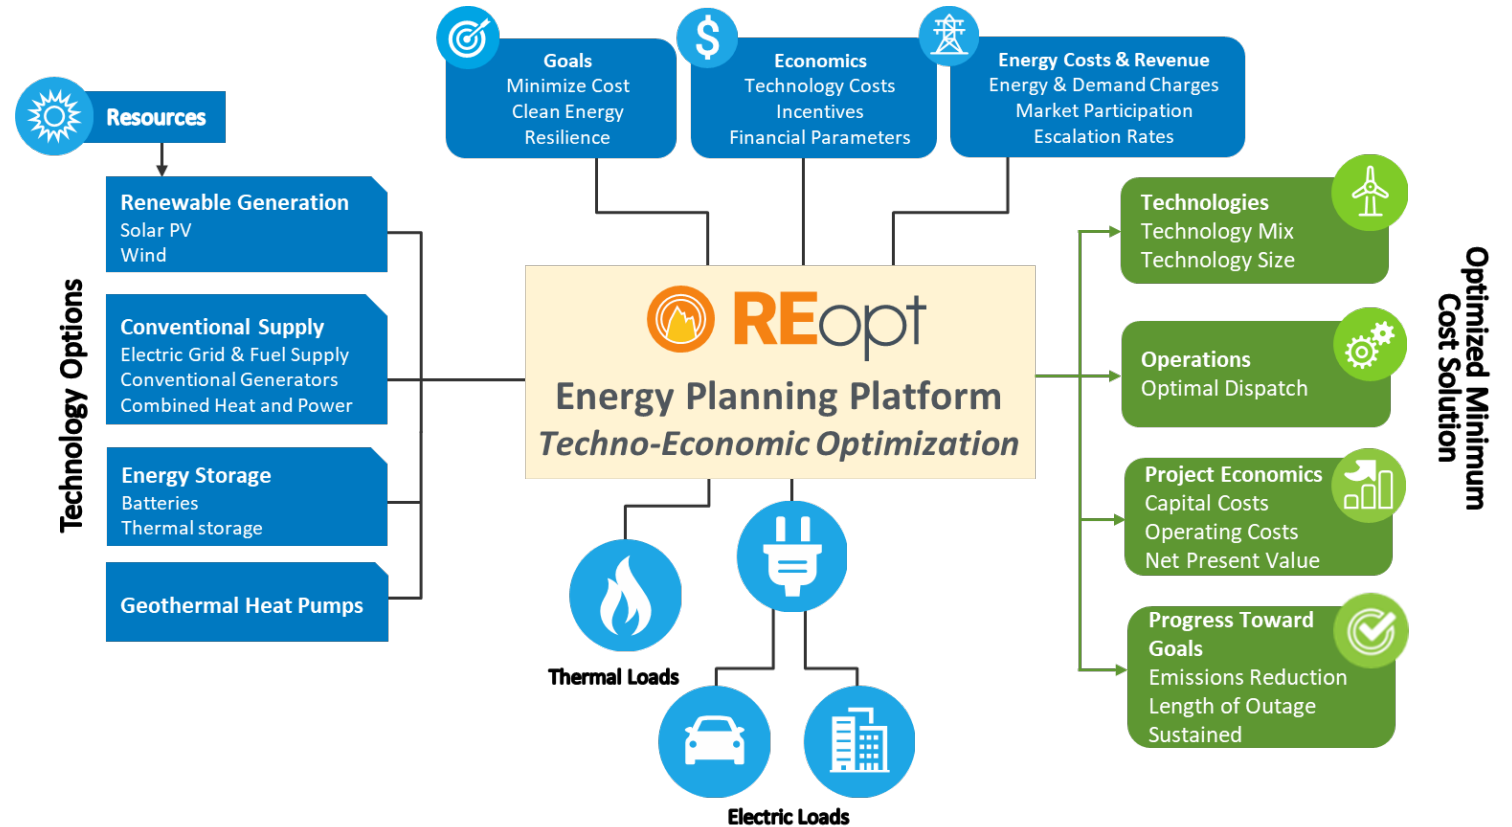 Goals
Minimize Cost
Clean Energy
Resilience
Economics
Technology Costs
Incentives
Financial Parameters
Energy Costs & Revenue
Energy & Demand Charges
Market Participation
Escalation Rates
Resources
Technology Options
Renewable Generation
Solar PV
Wind
Conventional Supply
Electric Grid & Fuel Supply
Conventional Generators
Combined Heat and Power
Energy Storage
Batteries
Thermal storage
Geothermal Heat Pumps
REopt
Energy Planning Platform
Techno-Economic Optimization
Thermal Loads
Electric Loads
Technologies
Technology Mix
Technology Size
Operations
Optimal Dispatch
Project Economics
Capital Costs
Operating Costs
Net Present Value
Progress Toward
Goals
Emissions Reduction
Length of Outage
Sustained
Optimized Minimum
Cost Solution